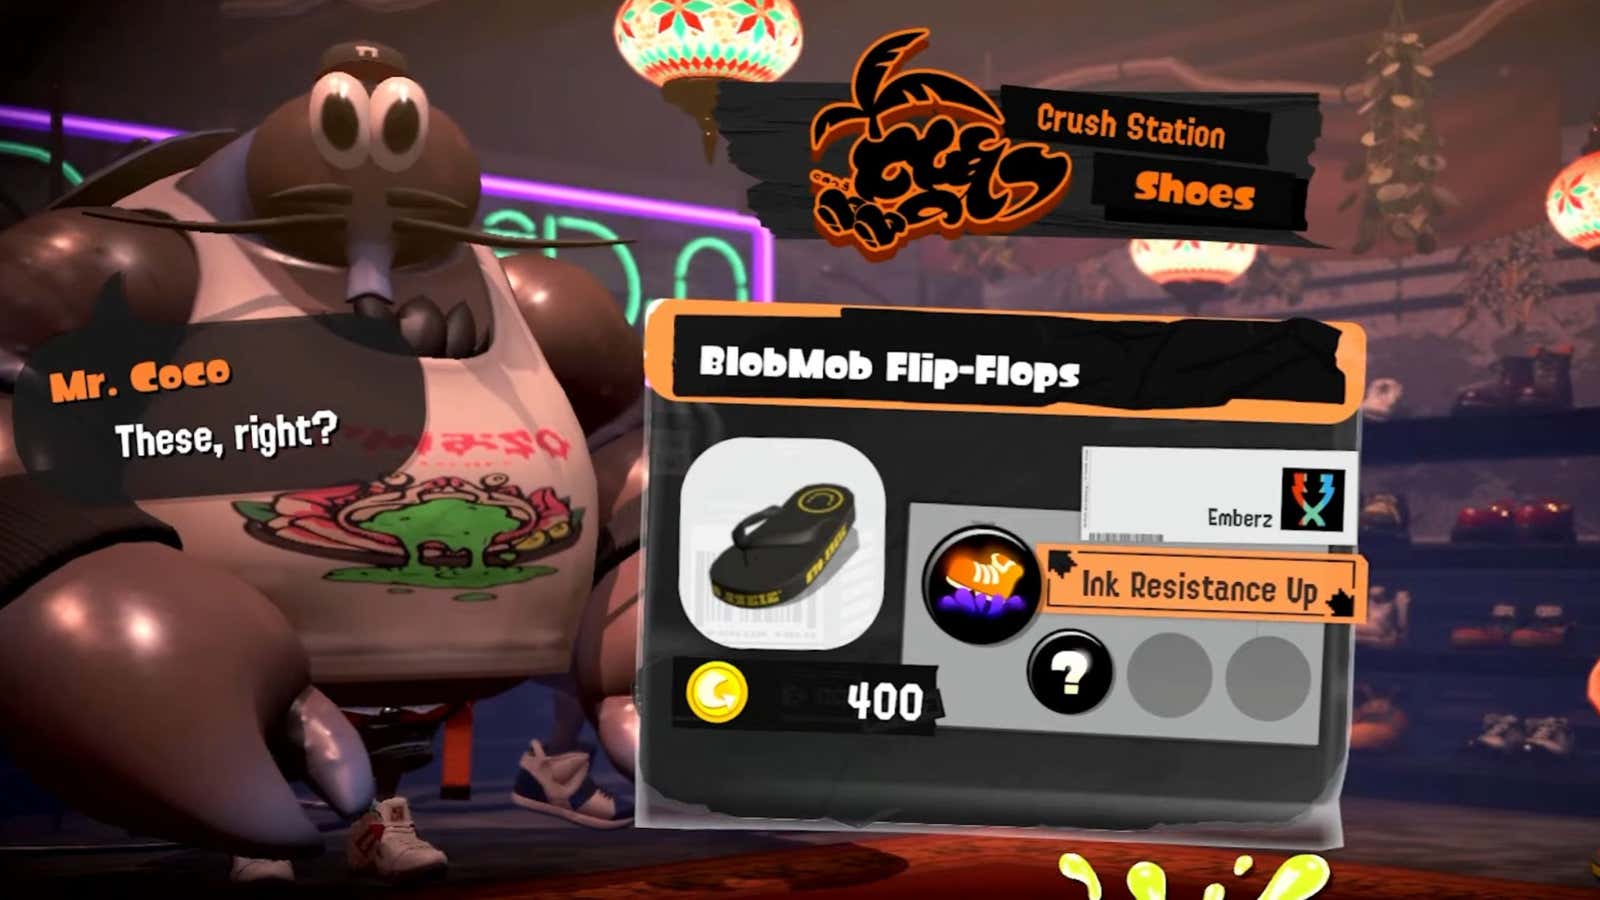 Crush Station
Shoes
Mr. Coco
These, right?
BlobMob Flip-Flops
Emberz
Ink Resistance Up
?
400